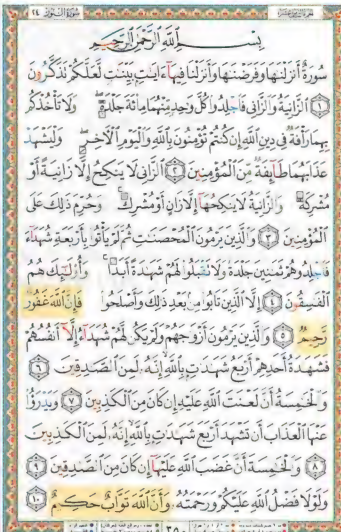 سُورَةُ النُّورِ ٢٤
بِسْمِ اللَّهِ الرَّحْمَٰنِ الرَّحِيمِ
سُورَةٌ أَنزَلْنَٰهَا وَفَرَضْنَٰهَا وَأَنزَلْنَا فِيهَآ ءَايَٰتٍۭ بَيِّنَٰتٍ لَّعَلَّكُمْ تَذَكَّرُونَ
١ ٱلزَّانِيَةُ وَٱلزَّانِى فَٱجْلِدُوا۟ كُلَّ وَٰحِدٍ مِّنْهُمَا مِا۟ئَةَ جَلْدَةٍ ۖ وَلَا تَأْخُذْكُم
بِهِمَا رَأْفَةٌ فِى دِينِ ٱللَّهِ إِن كُنتُمْ تُؤْمِنُونَ بِٱللَّهِ وَٱلْيَوْمِ ٱلْءَاخِرِ ۖ وَلْيَشْهَدْ
عَذَابَهُمَا طَآئِفَةٌ مِّنَ ٱلْمُؤْمِنِينَ ٢ ٱلزَّانِى لَا يَنكِحُ إِلَّا زَانِيَةً أَوْ
مُشْرِكَةً وَٱلزَّانِيَةُ لَا يَنكِحُهَآ إِلَّا زَانٍ أَوْ مُشْرِكٌ ۚ وَحُرِّمَ ذَٰلِكَ عَلَى
ٱلْمُؤْمِنِينَ ٣ وَٱلَّذِينَ يَرْمُونَ ٱلْمُحْصَنَٰتِ ثُمَّ لَمْ يَأْتُوا۟ بِأَرْبَعَةِ شُهَدَآءَ
فَٱجْلِدُوهُمْ ثَمَٰنِينَ جَلْدَةً وَلَا تَقْبَلُوا۟ لَهُمْ شَهَٰدَةً أَبَدًا ۚ وَأُو۟لَٰٓئِكَ هُمُ
ٱلْفَٰسِقُونَ ٤ إِلَّا ٱلَّذِينَ تَابُوا۟ مِنۢ بَعْدِ ذَٰلِكَ وَأَصْلَحُوا۟ فَإِنَّ ٱللَّهَ غَفُورٌ
رَّحِيمٌ ٥ وَٱلَّذِينَ يَرْمُونَ أَزْوَٰجَهُمْ وَلَمْ يَكُن لَّهُمْ شُهَدَآءُ إِلَّآ أَنفُسُهُمْ
فَشَهَٰدَةُ أَحَدِهِمْ أَرْبَعُ شَهَٰدَٰتٍۭ بِٱللَّهِ ۙ إِنَّهُۥ لَمِنَ ٱلصَّٰدِقِينَ ٦
وَٱلْخَٰمِسَةُ أَنَّ لَعْنَتَ ٱللَّهِ عَلَيْهِ إِن كَانَ مِنَ ٱلْكَٰذِبِينَ ٧ وَيَدْرَؤُا۟
عَنْهَا ٱلْعَذَابَ أَن تَشْهَدَ أَرْبَعَ شَهَٰدَٰتٍۭ بِٱللَّهِ ۙ إِنَّهُۥ لَمِنَ ٱلْكَٰذِبِينَ
٨ وَٱلْخَٰمِسَةَ أَنَّ غَضَبَ ٱللَّهِ عَلَيْهَآ إِن كَانَ مِنَ ٱلصَّٰدِقِينَ ٩
وَلَوْلَا فَضْلُ ٱللَّهِ عَلَيْكُمْ وَرَحْمَتُهُۥ وَأَنَّ ٱللَّهَ تَوَّابٌ حَكِيمٌ ١٠
٣٥٠